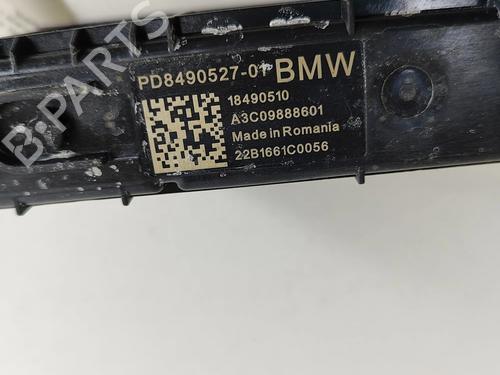 PD8490527-01 BMW
18490510
A3C09888601
Made in Romania
22B1661C0056
B-PARTS